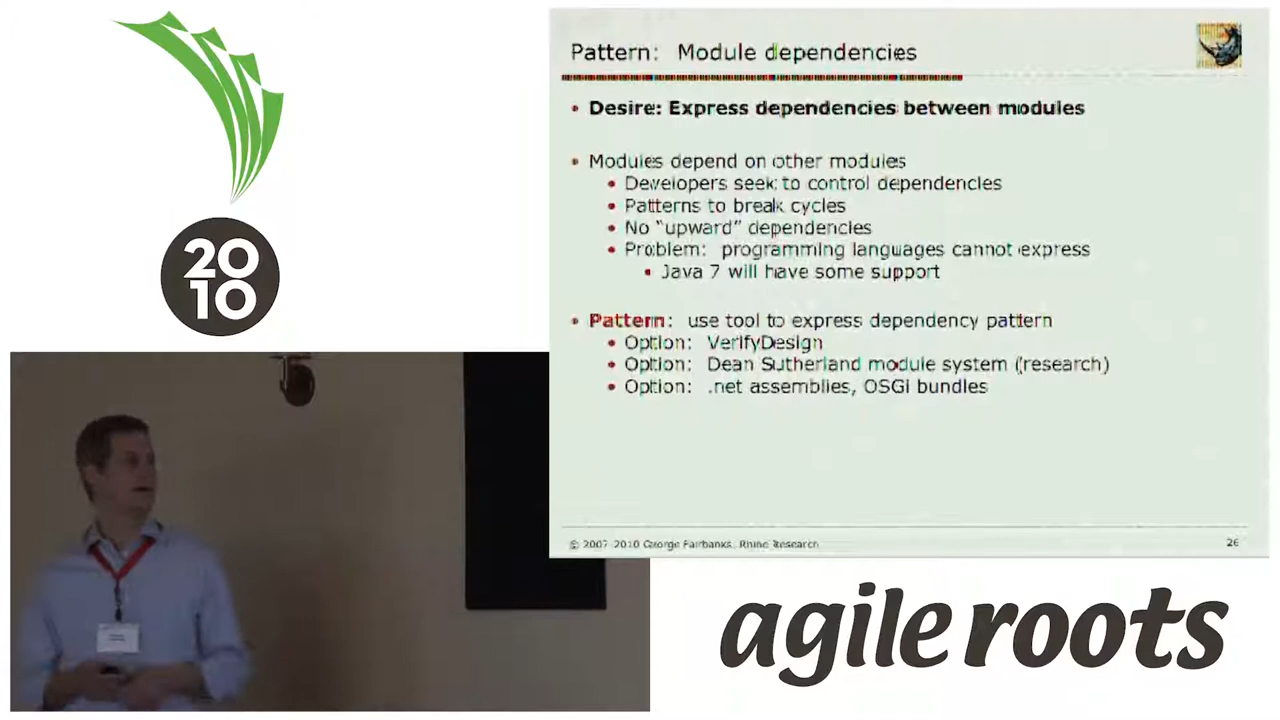 20
10
Pattern: Module dependencies
• Desire: Express dependencies between modules
• Modules depend on other modules
• Developers seek to control dependencies
• Patterns to break cycles
• No "upward" dependencies
• Problem: programming languages cannot express
• Java 7 will have some support
• Pattern: use tool to express dependency pattern
• Option: VerifyDesign
• Option: Dean Sutherland module system (research)
• Option: .net assemblies, OSGi bundles
© 2007-2010 George Fairbanks, Rhino Research
26
agile roots